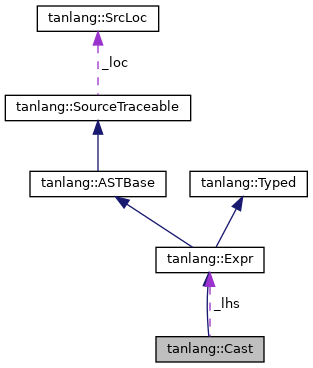 tanlang::SrcLoc
_loc
tanlang::SourceTraceable
tanlang::ASTBase
tanlang::Typed
tanlang::Expr
_lhs
tanlang::Cast